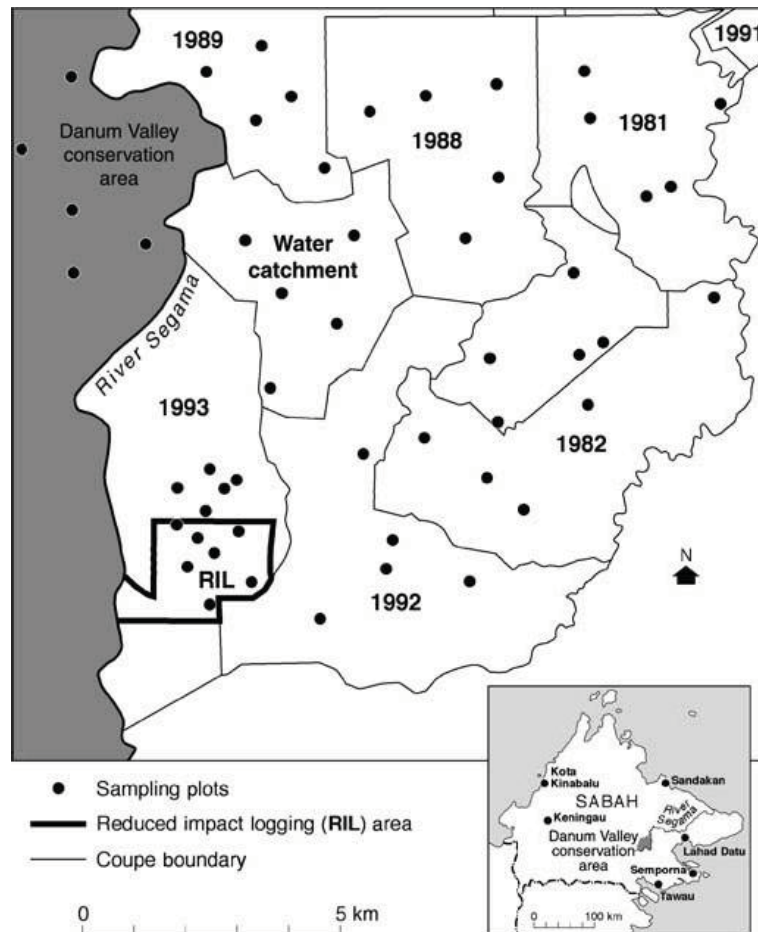 1989
1991
Danum Valley
conservation
area
1988
1981
Water
catchment
River Segama
1993
1982
RIL
1992
N
Sampling plots
Reduced impact logging (RIL) area
Coupe boundary
0 5 km
Kota
Kinabalu
Sandakan
SABAH
River
Segama
Keningau
Danum Valley
conservation
area
Lahad Datu
Semporna
Tawau
0 100 km